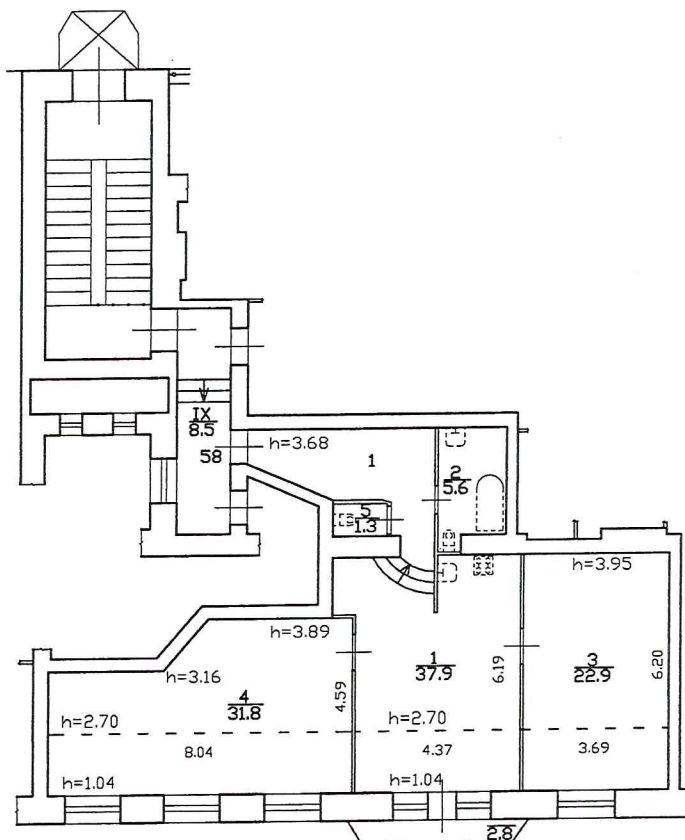 IX
8.5
58
h=3.68
1
2
5.6
5
1.3
h=3.95
h=3.89
h=3.16
4
31.8
4.59
1
37.9
6.19
3
22.9
6.20
h=2.70
h=2.70
8.04
4.37
3.69
h=1.04
h=1.04
2.8